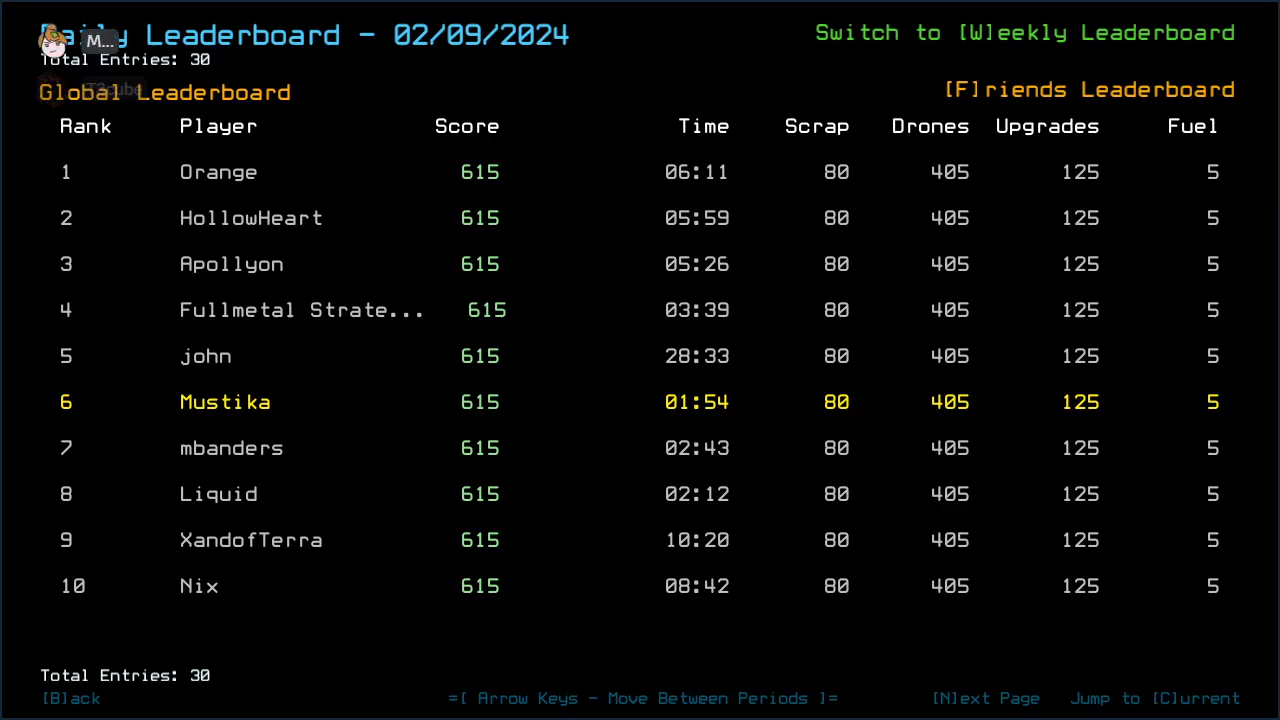 Daily Leaderboard - 02/09/2024
Switch to [W]eekly Leaderboard
M...
Total Entries: 30
Global Leaderboard
[F]riends Leaderboard
Rank Player Score Time Scrap Drones Upgrades Fuel
1 Orange 615 06:11 80 405 125 5
2 HollowHeart 615 05:59 80 405 125 5
3 Apollyon 615 05:26 80 405 125 5
4 Fullmetal Strate... 615 03:39 80 405 125 5
5 john 615 28:33 80 405 125 5
6 Mustika 615 01:54 80 405 125 5
7 mbanders 615 02:43 80 405 125 5
8 Liquid 615 02:12 80 405 125 5
9 XandofTerra 615 10:20 80 405 125 5
10 Nix 615 08:42 80 405 125 5
Total Entries: 30
[B]ack =[ Arrow Keys - Move Between Periods ]= [N]ext Page Jump to [C]urrent